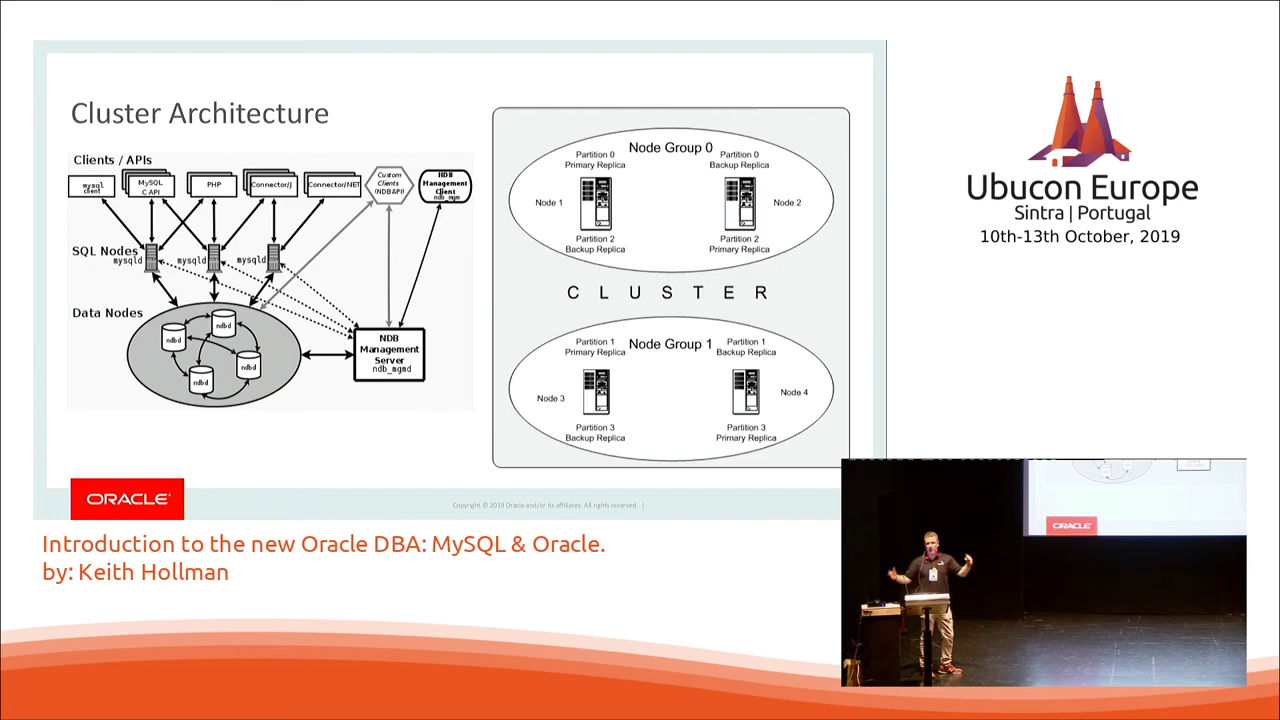 Cluster Architecture
Clients / APIs
mysql
client
MySQL
C API
PHP
Connector/J
Connector/NET
Custom
Clients
(NDBAPI)
NDB
Management
Client
ndb_mgm
SQL Nodes
mysqld
mysqld
mysqld
Data Nodes
ndbd
ndbd
ndbd
ndbd
NDB
Management
Server
ndb_mgmd
Node Group 0
Partition 0
Primary Replica
Partition 0
Backup Replica
Node 1
Node 2
Partition 2
Backup Replica
Partition 2
Primary Replica
CLUSTER
Node Group 1
Partition 1
Primary Replica
Partition 1
Backup Replica
Node 3
Node 4
Partition 3
Backup Replica
Partition 3
Primary Replica
ORACLE
Copyright © 2019 Oracle and/or its affiliates. All rights reserved. |
Ubucon Europe
Sintra | Portugal
10th-13th October, 2019
ORACLE
Introduction to the new Oracle DBA: MySQL & Oracle.
by: Keith Hollman